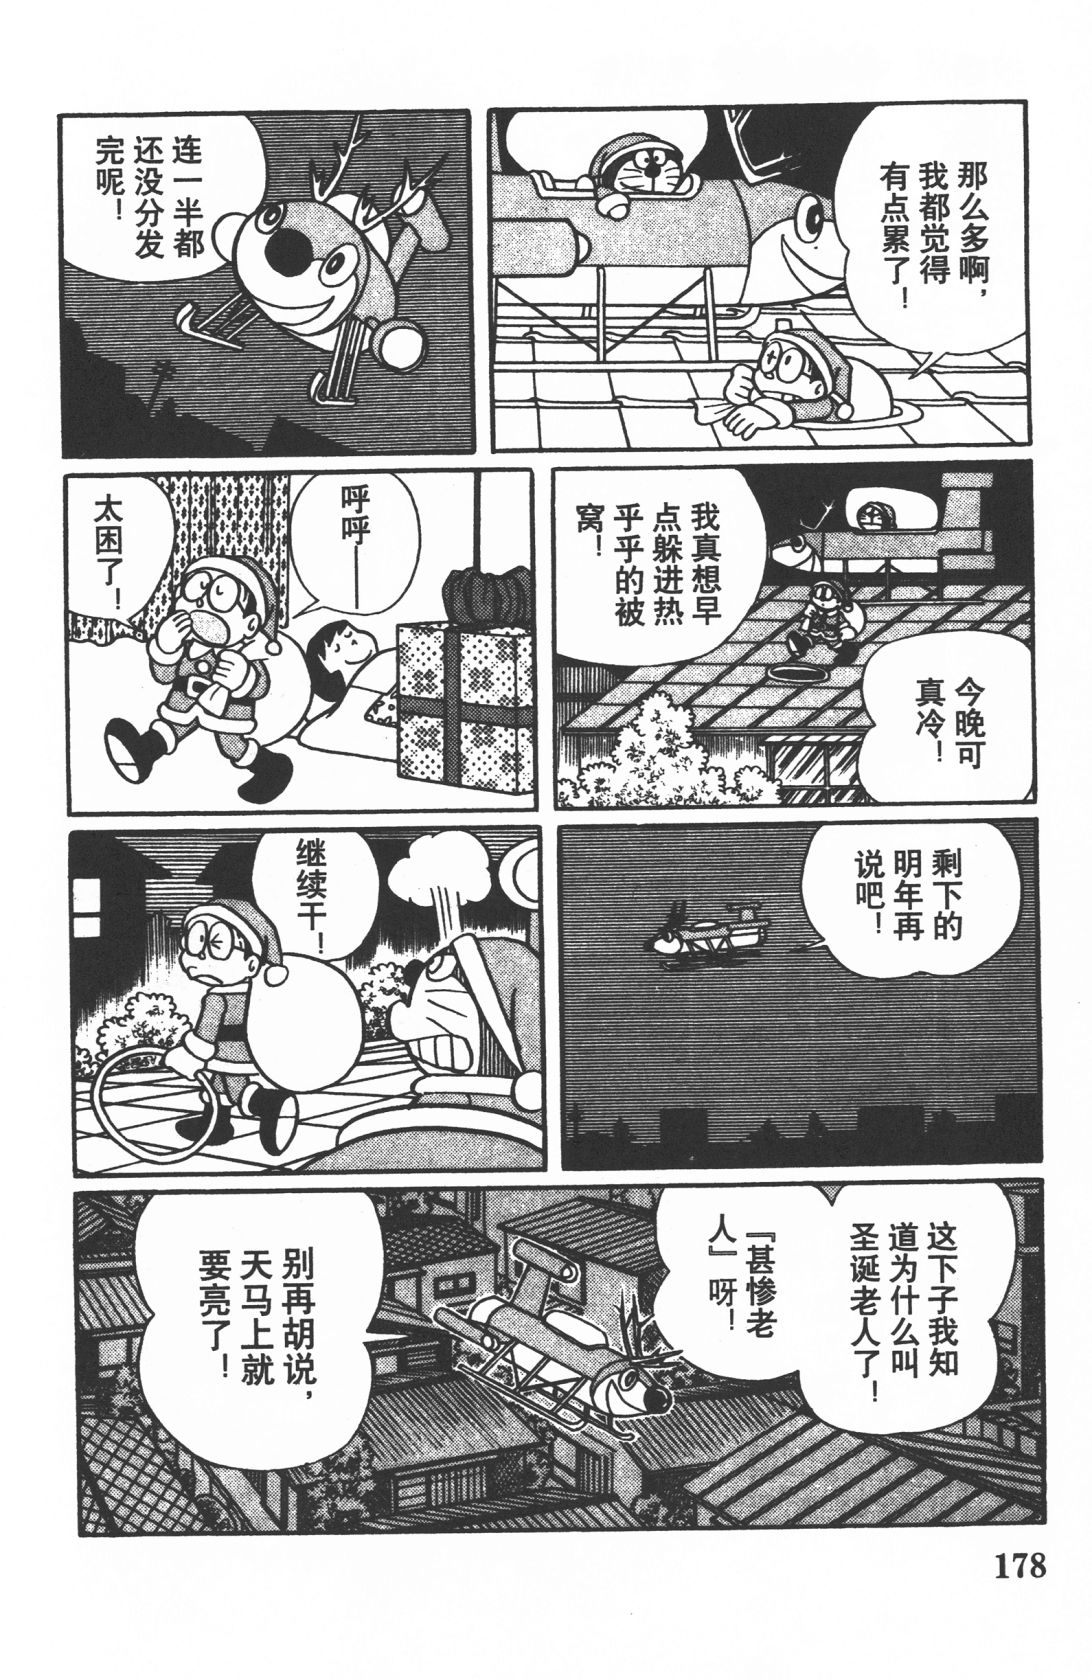 那么多啊，
我都觉得
有点累了！
连一半都
还没分发
完呢！
我真想早
点躲进热
乎乎的被
窝！
今晚可
真冷！
呼
呼——
太困了！
剩下的
明年再
说吧！
继续干！
这下子我知
道为什么叫
圣诞老人了！
『甚惨老
人』呀！
别再胡说，
天马上就
要亮了！
178